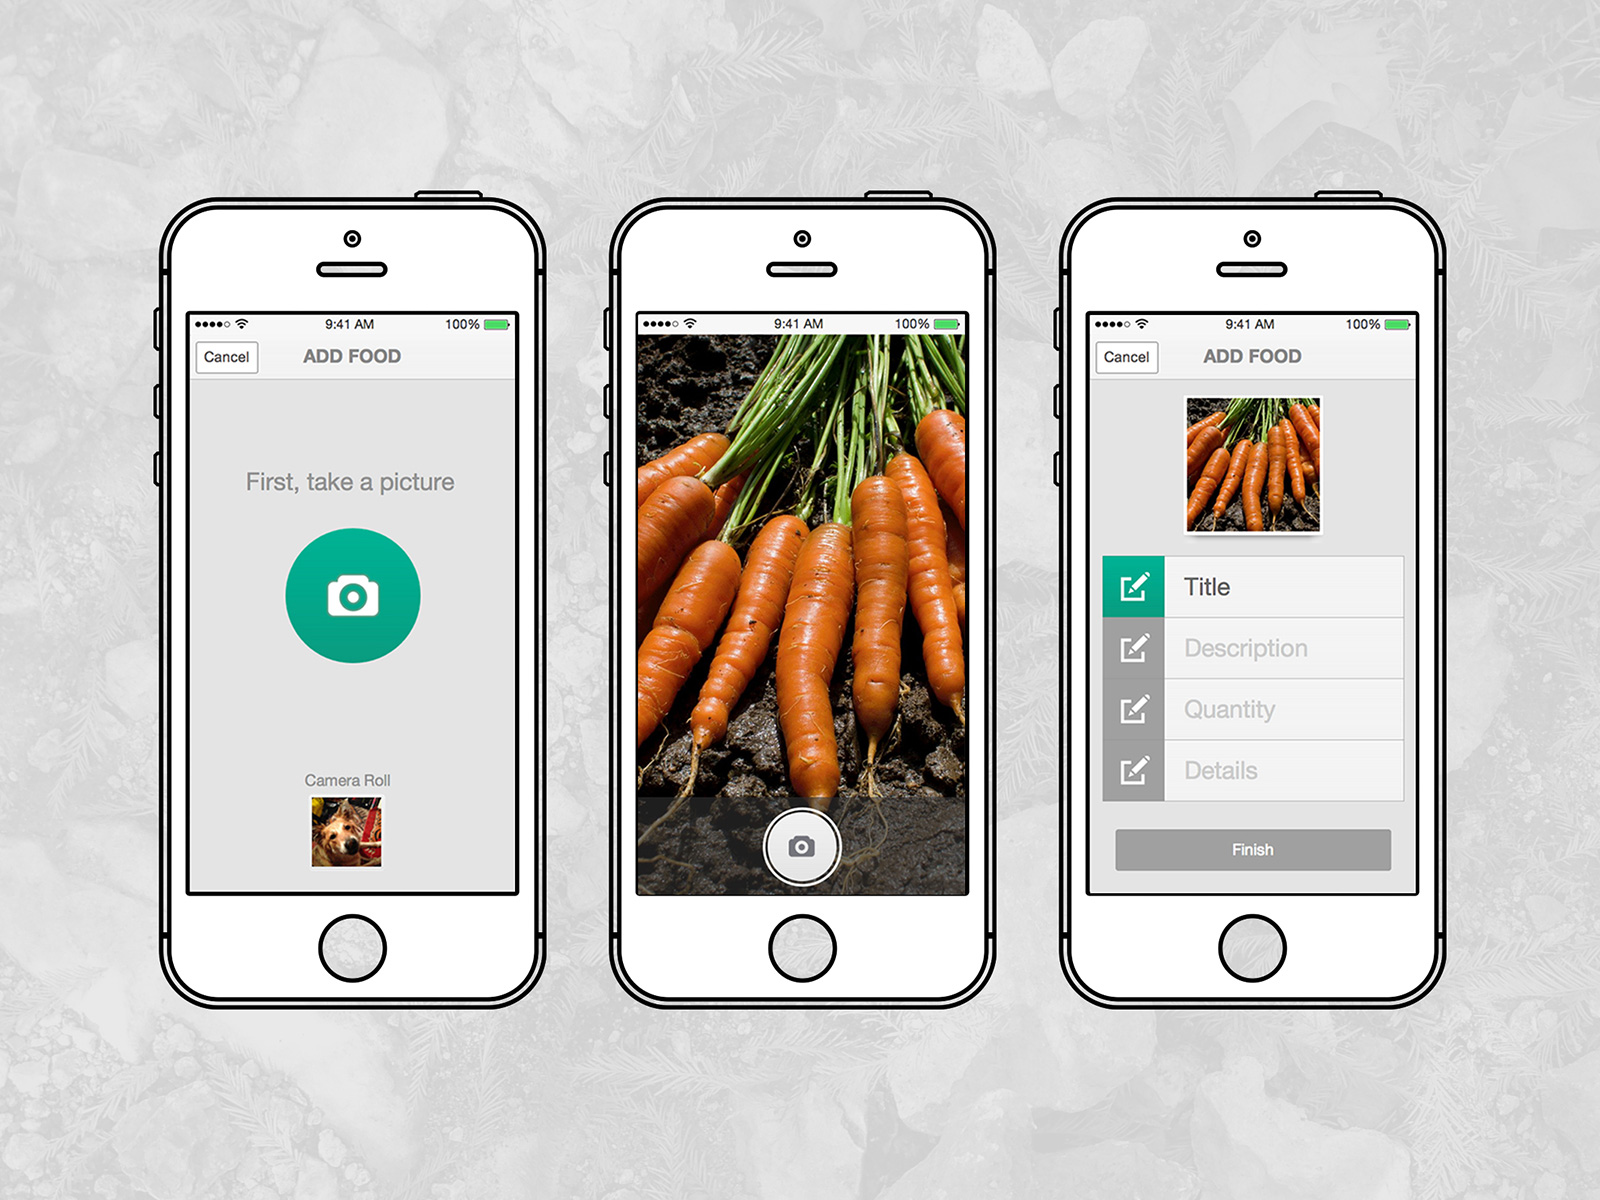 9:41 AM
100%
Cancel
ADD FOOD
First, take a picture
Camera Roll
9:41 AM
100%
9:41 AM
100%
Cancel
ADD FOOD
Title
Description
Quantity
Details
Finish